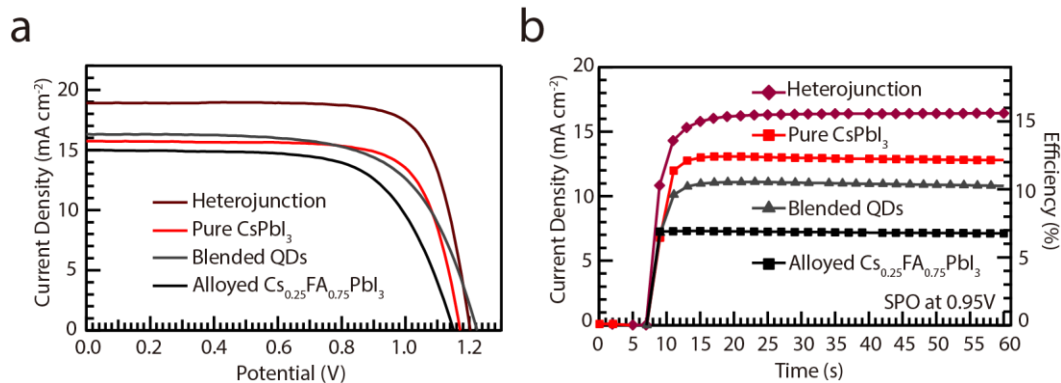 a
Current Density (mA cm⁻²)
20
15
10
5
0
Heterojunction
Pure CsPbI₃
Blended QDs
Alloyed Cs₀.₂₅FA₀.₇₅PbI₃
0.0 0.2 0.4 0.6 0.8 1.0 1.2
Potential (V)
b
Current Density (mA cm⁻²)
20
15
10
5
0
Heterojunction
Pure CsPbI₃
Blended QDs
Alloyed Cs₀.₂₅FA₀.₇₅PbI₃
SPO at 0.95V
15
10
5
0
Efficiency (%)
0 5 10 15 20 25 30 35 40 45 50 55 60
Time (s)